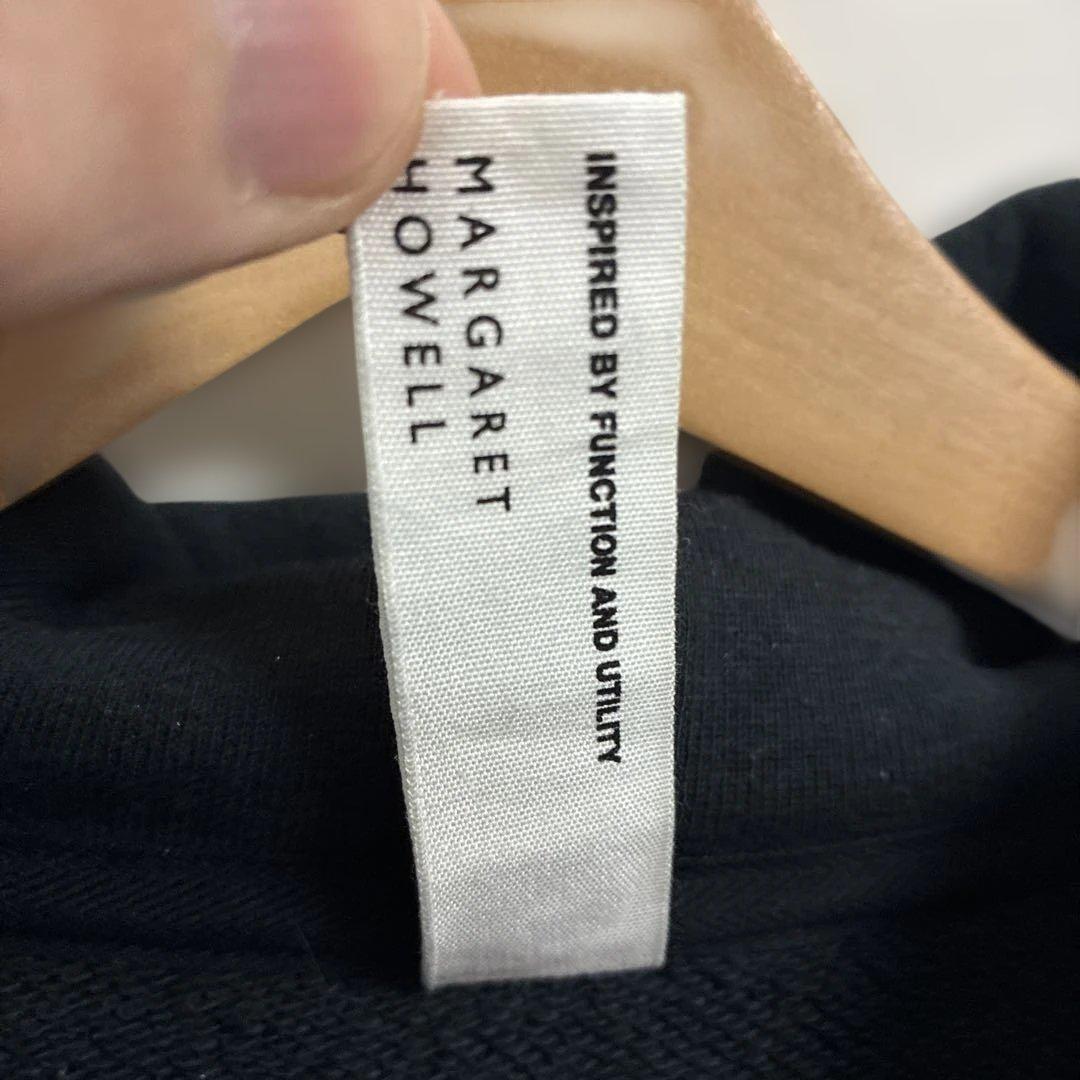 INSPIRED BY FUNCTION AND UTILITY
MARGARET
HOWELL